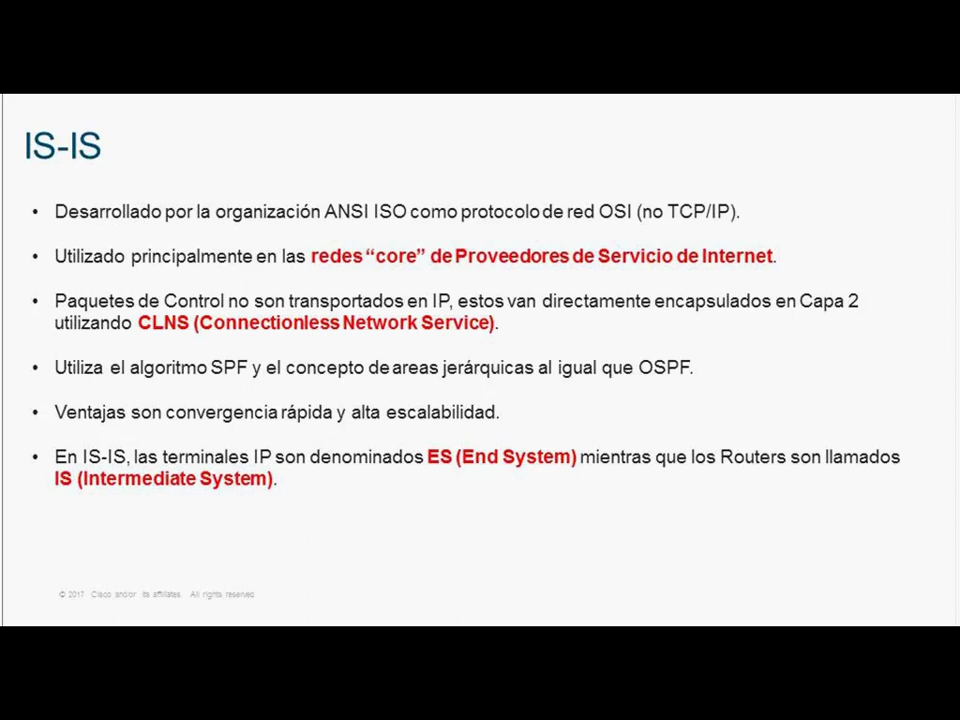 IS-IS
• Desarrollado por la organización ANSI ISO como protocolo de red OSI (no TCP/IP).
• Utilizado principalmente en las redes “core” de Proveedores de Servicio de Internet.
• Paquetes de Control no son transportados en IP, estos van directamente encapsulados en Capa 2
utilizando CLNS (Connectionless Network Service).
• Utiliza el algoritmo SPF y el concepto de areas jerárquicas al igual que OSPF.
• Ventajas son convergencia rápida y alta escalabilidad.
• En IS-IS, las terminales IP son denominados ES (End System) mientras que los Routers son llamados
IS (Intermediate System).
© 2017 Cisco and/or its affiliates. All rights reserved